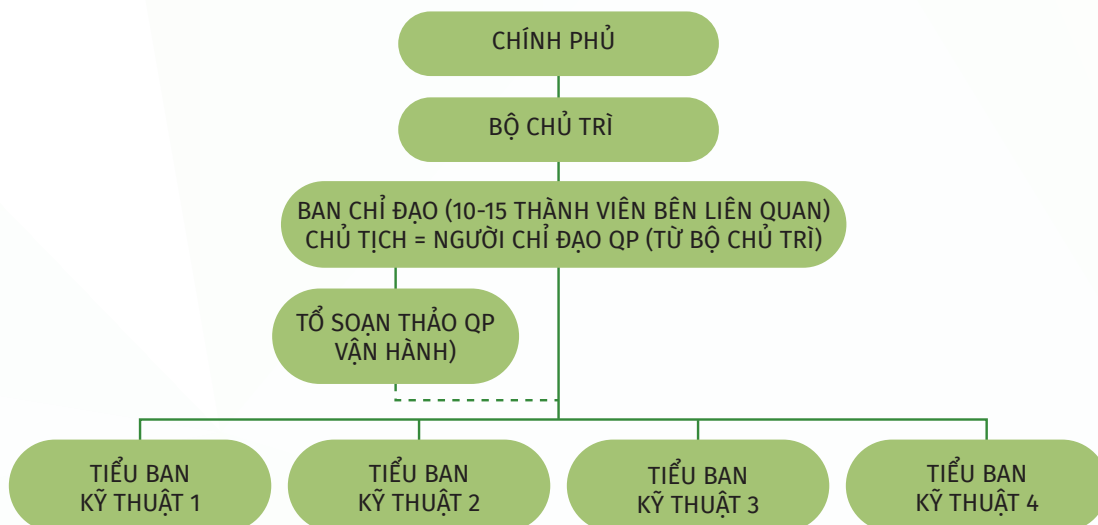 CHÍNH PHỦ
BỘ CHỦ TRÌ
BAN CHỈ ĐẠO (10-15 THÀNH VIÊN BÊN LIÊN QUAN)
CHỦ TỊCH = NGƯỜI CHỈ ĐẠO QP (TỪ BỘ CHỦ TRÌ)
TỔ SOẠN THẢO QP
VẬN HÀNH)
TIỂU BAN
KỸ THUẬT 1
TIỂU BAN
KỸ THUẬT 2
TIỂU BAN
KỸ THUẬT 3
TIỂU BAN
KỸ THUẬT 4